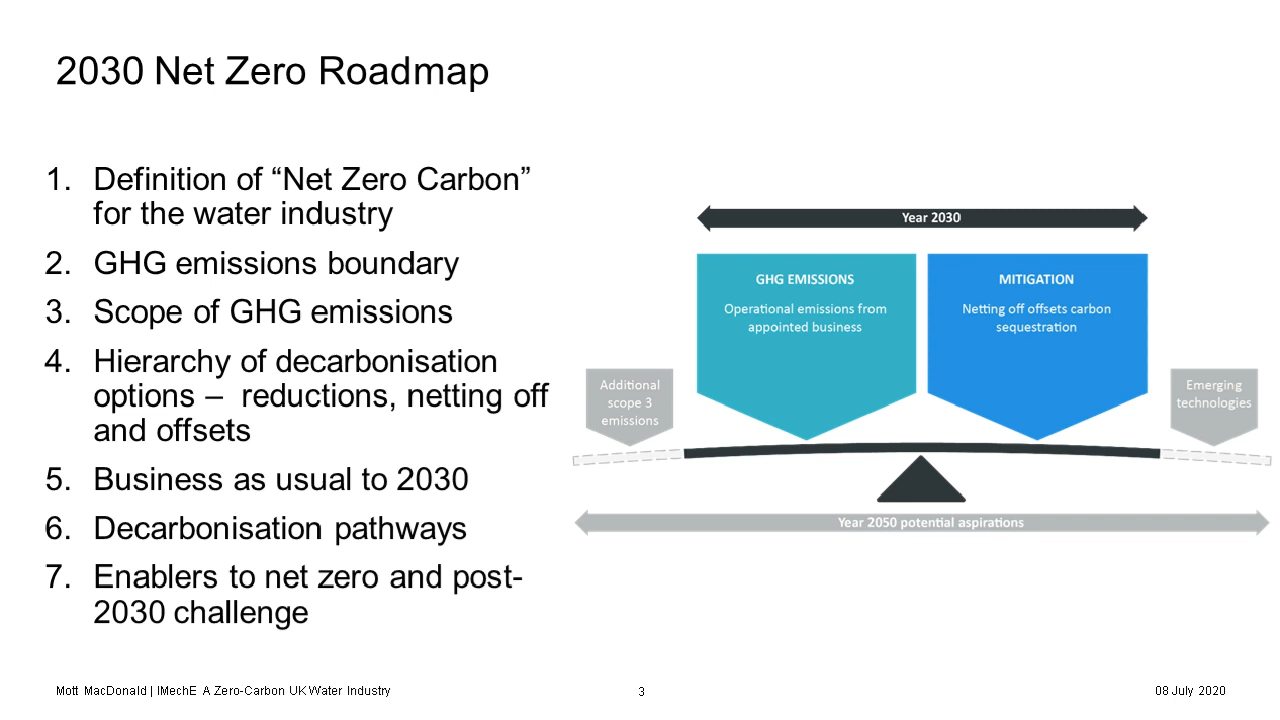 2030 Net Zero Roadmap
1. Definition of “Net Zero Carbon”
for the water industry
2. GHG emissions boundary
3. Scope of GHG emissions
4. Hierarchy of decarbonisation
options –  reductions, netting off
and offsets
5. Business as usual to 2030
6. Decarbonisation pathways
7. Enablers to net zero and post-
2030 challenge
Year 2030
GHG EMISSIONS
Operational emissions from
appointed business
MITIGATION
Netting off offsets carbon
sequestration
Additional
scope 3
emissions
Emerging
technologies
Year 2050 potential aspirations
Mott MacDonald | IMechE A Zero-Carbon UK Water Industry
3
08 July 2020